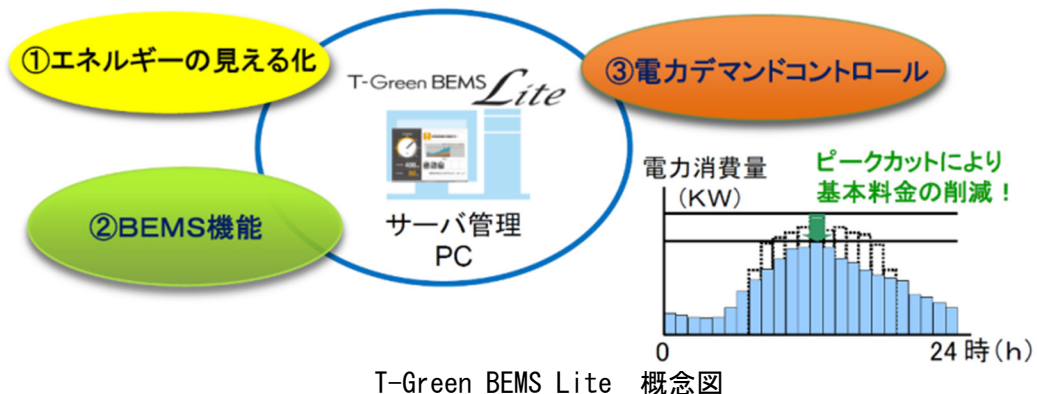 ①エネルギーの見える化
T-Green BEMS Lite
③電力デマンドコントロール
②BEMS機能
サーバ管理
PC
電力消費量
(KW)
ピークカットにより
基本料金の削減！
0
24 時(h)
T-Green BEMS Lite　概念図